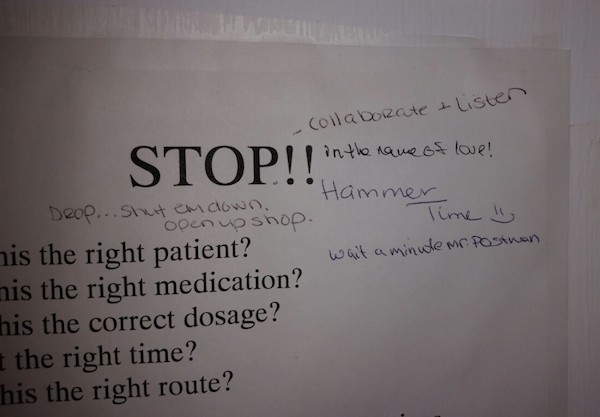 - collaborate & Listen
STOP!! in the name of love!
Hammer
Time
Drop... shut em down.
open up shop.
wait a minute mr. Postman
his the right patient?
his the right medication?
his the correct dosage?
t the right time?
his the right route?